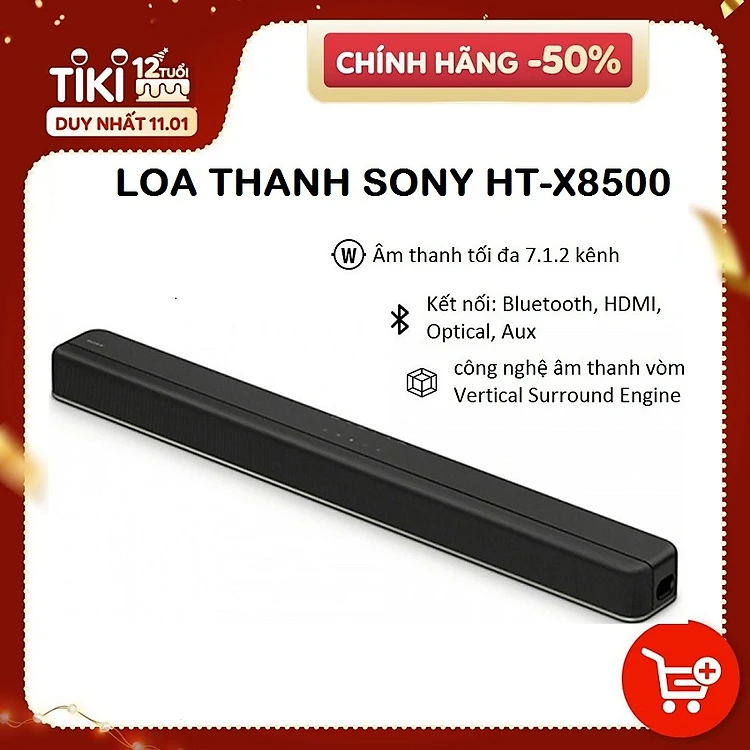 TIKI 12 TUỔI
DUY NHẤT 11.01
CHÍNH HÃNG -50%
LOA THANH SONY HT-X8500
W Âm thanh tối đa 7.1.2 kênh
Kết nối: Bluetooth, HDMI,
Optical, Aux
công nghệ âm thanh vòm
Vertical Surround Engine
SONY